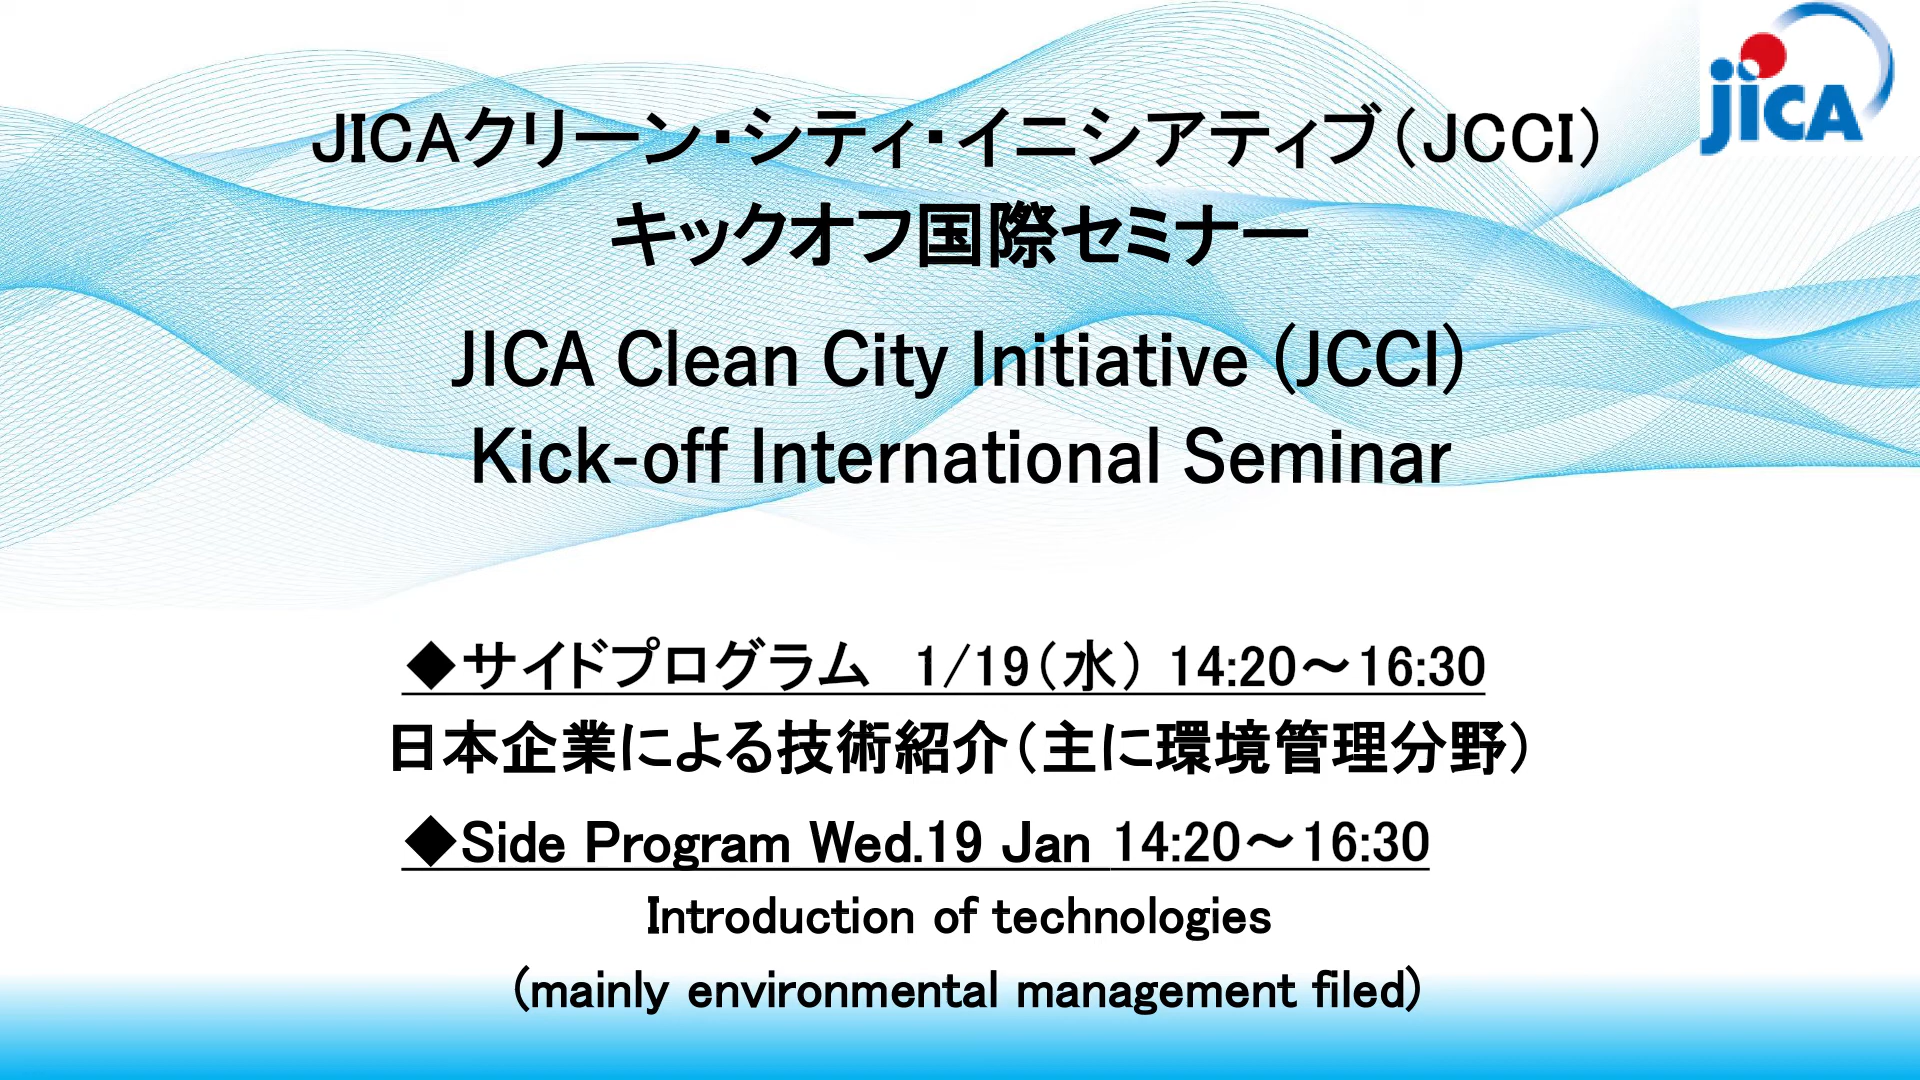 JICA
JICAクリーン・シティ・イニシアティブ（JCCI）
キックオフ国際セミナー
JICA Clean City Initiative (JCCI)
Kick-off International Seminar
◆サイドプログラム　1/19（水） 14:20～16:30
日本企業による技術紹介（主に環境管理分野）
◆Side Program Wed.19 Jan 14:20～16:30
Introduction of technologies
(mainly environmental management filed)